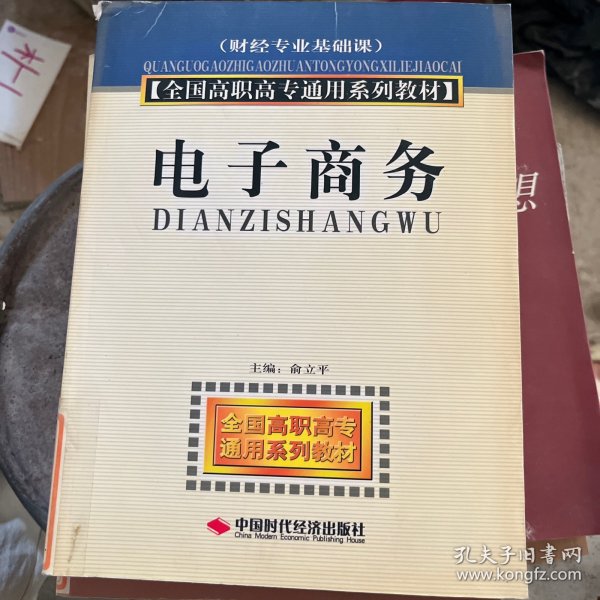 （财经专业基础课）
QUANGUOGAOZHIGAOZHUANTONGYONGXILIEJIAOCAI
【全国高职高专通用系列教材】
电子商务
DIANZISHANGWU
主编：俞立平
全国高职高专
通用系列教材
中国时代经济出版社
China Modern Economic Publishing House
想
孔夫子旧书网
www.kongfz.com